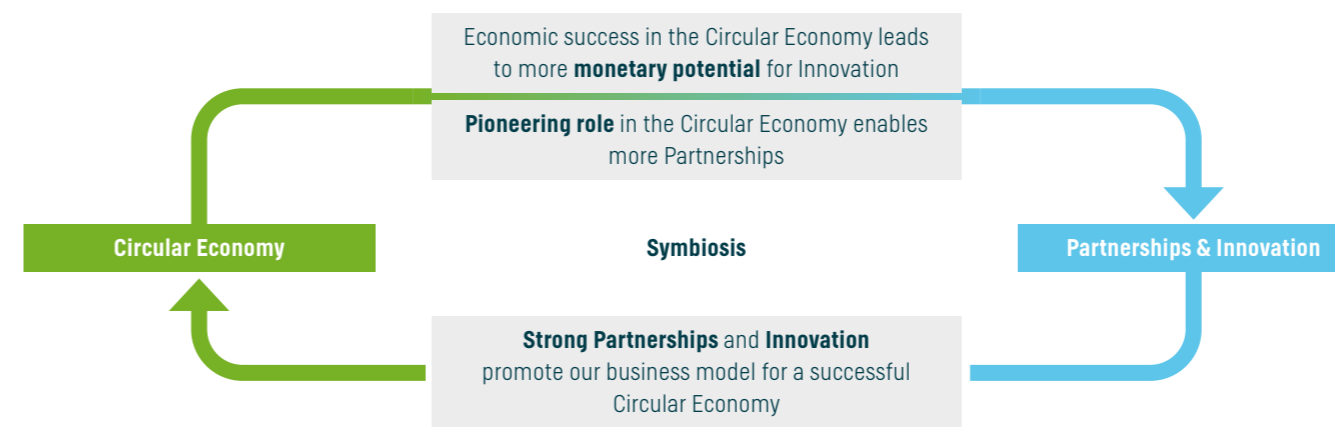 Economic success in the Circular Economy leads
to more monetary potential for Innovation
Pioneering role in the Circular Economy enables
more Partnerships
Circular Economy
Symbiosis
Partnerships & Innovation
Strong Partnerships and Innovation
promote our business model for a successful
Circular Economy